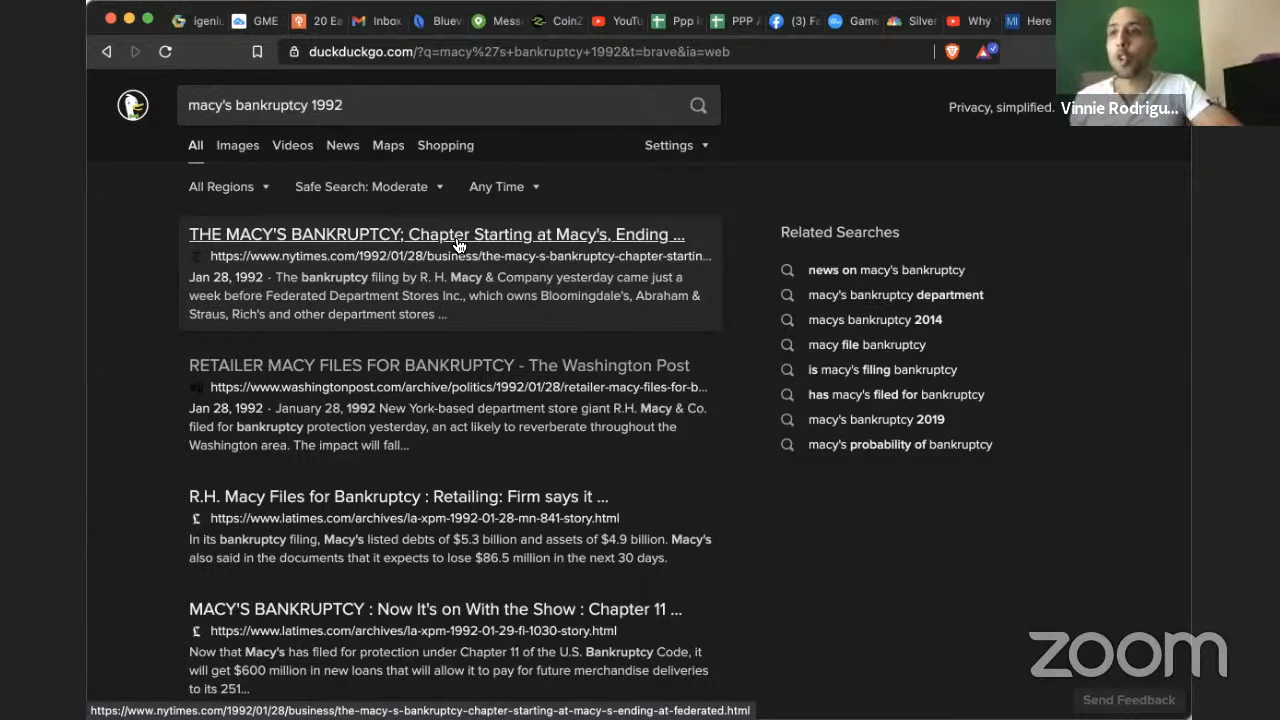 igeni
GME
20 Ea
Inbo
Bluev
Mess
CoinZ
YouTu
Ppp i
PPP A
(3) Fa
Game
Silver
Why
Here
duckduckgo.com/?q=macy%27s+bankruptcy+1992&t=brave&ia=web
Vinnie Rodrigu...
macy's bankruptcy 1992
Privacy, simplified.
All Images Videos News Maps Shopping Settings
All Regions Safe Search: Moderate Any Time
THE MACY'S BANKRUPTCY; Chapter Starting at Macy's, Ending ...
https://www.nytimes.com/1992/01/28/business/the-macy-s-bankruptcy-chapter-startin...
Jan 28, 1992 · The bankruptcy filing by R. H. Macy & Company yesterday came just a
week before Federated Department Stores Inc., which owns Bloomingdale's, Abraham &
Straus, Rich's and other department stores ...
RETAILER MACY FILES FOR BANKRUPTCY - The Washington Post
https://www.washingtonpost.com/archive/politics/1992/01/28/retailer-macy-files-for-b...
Jan 28, 1992 · January 28, 1992 New York-based department store giant R.H. Macy & Co.
filed for bankruptcy protection yesterday, an act likely to reverberate throughout the
Washington area. The impact will fall...
R.H. Macy Files for Bankruptcy : Retailing: Firm says it ...
https://www.latimes.com/archives/la-xpm-1992-01-28-mn-841-story.html
In its bankruptcy filing, Macy's listed debts of $5.3 billion and assets of $4.9 billion. Macy's
also said in the documents that it expects to lose $86.5 million in the next 30 days.
MACY'S BANKRUPTCY : Now It's on With the Show : Chapter 11 ...
https://www.latimes.com/archives/la-xpm-1992-01-29-fi-1030-story.html
Now that Macy's has filed for protection under Chapter 11 of the U.S. Bankruptcy Code, it
will get $600 million in new loans that will allow it to pay for future merchandise deliveries
to its 251...
Related Searches
news on macy's bankruptcy
macy's bankruptcy department
macys bankruptcy 2014
macy file bankruptcy
is macy's filing bankruptcy
has macy's filed for bankruptcy
macy's bankruptcy 2019
macy's probability of bankruptcy
zoom
Send Feedback
https://www.nytimes.com/1992/01/28/business/the-macy-s-bankruptcy-chapter-starting-at-macy-s-ending-at-federated.html